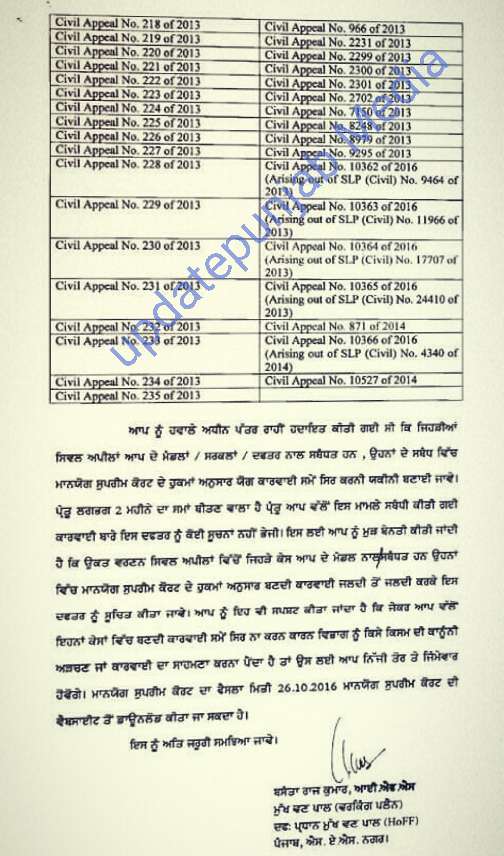 Civil Appeal No. 218 of 2013 Civil Appeal No. 966 of 2013
Civil Appeal No. 219 of 2013 Civil Appeal No. 2231 of 2013
Civil Appeal No. 220 of 2013 Civil Appeal No. 2299 of 2013
Civil Appeal No. 221 of 2013 Civil Appeal No. 2300 of 2013
Civil Appeal No. 222 of 2013 Civil Appeal No. 2301 of 2013
Civil Appeal No. 223 of 2013 Civil Appeal No. 2702 of 2013
Civil Appeal No. 224 of 2013 Civil Appeal No. 7150 of 2013
Civil Appeal No. 225 of 2013 Civil Appeal No. 8248 of 2013
Civil Appeal No. 226 of 2013 Civil Appeal No. 8979 of 2013
Civil Appeal No. 227 of 2013 Civil Appeal No. 9295 of 2013
Civil Appeal No. 228 of 2013 Civil Appeal No. 10362 of 2016
(Arising out of SLP (Civil) No. 9464 of
2013)
Civil Appeal No. 229 of 2013 Civil Appeal No. 10363 of 2016
(Arising out of SLP (Civil) No. 11966 of
2013)
Civil Appeal No. 230 of 2013 Civil Appeal No. 10364 of 2016
(Arising out of SLP (Civil) No. 17707 of
2013)
Civil Appeal No. 231 of 2013 Civil Appeal No. 10365 of 2016
(Arising out of SLP (Civil) No. 24410 of
2013)
Civil Appeal No. 232 of 2013 Civil Appeal No. 871 of 2014
Civil Appeal No. 233 of 2013 Civil Appeal No. 10366 of 2016
(Arising out of SLP (Civil) No. 4340 of
2014)
Civil Appeal No. 234 of 2013 Civil Appeal No. 10527 of 2014
Civil Appeal No. 235 of 2013
updatepunjab Media
ਆਪ ਨੂੰ ਹਵਾਲੇ ਅਧੀਨ ਪੱਤਰ ਰਾਹੀਂ ਹਦਾਇਤ ਕੀਤੀ ਗਈ ਸੀ ਕਿ ਜਿਹੜੀਆਂ
ਸਿਵਲ ਅਪੀਲਾਂ ਆਪ ਦੇ ਮੰਡਲਾਂ / ਸਰਕਲਾਂ / ਦਫਤਰ ਨਾਲ ਸਬੰਧਤ ਹਨ , ਉਹਨਾਂ ਦੇ ਸਬੰਧ ਵਿੱਚ
ਮਾਨਯੋਗ ਸੁਪਰੀਮ ਕੋਰਟ ਦੇ ਹੁਕਮਾਂ ਅਨੁਸਾਰ ਯੋਗ ਕਾਰਵਾਈ ਸਮੇਂ ਸਿਰ ਕਰਨੀ ਯਕੀਨੀ ਬਣਾਈ ਜਾਵੇ।
ਪ੍ਰੰਤੂ ਲਗਭਗ 2 ਮਹੀਨੇ ਦਾ ਸਮਾਂ ਬੀਤਣ ਵਾਲਾ ਹੈ ਪ੍ਰੰਤੂ ਆਪ ਵੱਲੋਂ ਇਸ ਮਾਮਲੇ ਸਬੰਧੀ ਕੀਤੀ ਗਈ
ਕਾਰਵਾਈ ਬਾਰੇ ਇਸ ਦਫਤਰ ਨੂੰ ਕੋਈ ਸੂਚਨਾਂ ਨਹੀਂ ਭੇਜੀ। ਇਸ ਲਈ ਆਪ ਨੂੰ ਮੁੜ ਬੇਨਤੀ ਕੀਤੀ ਜਾਂਦੀ
ਹੈ ਕਿ ਉਕਤ ਵਰਣਨ ਸਿਵਲ ਅਪੀਲਾਂ ਵਿੱਚੋਂ ਜਿਹੜੇ ਕੇਸ ਆਪ ਦੇ ਮੰਡਲ ਨਾਲ ਸਬੰਧਤ ਹਨ ਉਹਨਾਂ
ਵਿੱਚ ਮਾਨਯੋਗ ਸੁਪਰੀਮ ਕੋਰਟ ਦੇ ਹੁਕਮਾਂ ਅਨੁਸਾਰ ਬਣਦੀ ਕਾਰਵਾਈ ਜਲਦੀ ਤੋਂ ਜਲਦੀ ਕਰਕੇ ਇਸ
ਦਫਤਰ ਨੂੰ ਸੂਚਿਤ ਕੀਤਾ ਜਾਵੇ। ਆਪ ਨੂੰ ਇਹ ਵੀ ਸਪਸ਼ਟ ਕੀਤਾ ਜਾਂਦਾ ਹੈ ਕਿ ਜੇਕਰ ਆਪ ਵੱਲੋਂ
ਇਹਨਾਂ ਕੇਸਾਂ ਵਿੱਚ ਬਣਦੀ ਕਾਰਵਾਈ ਸਮੇਂ ਸਿਰ ਨਾ ਕਰਨ ਕਾਰਨ ਵਿਭਾਗ ਨੂੰ ਕਿਸੇ ਕਿਸਮ ਦੀ ਕਾਨੂੰਨੀ
ਅੜਚਣ ਜਾਂ ਕਾਰਵਾਈ ਦਾ ਸਾਹਮਣਾ ਕਰਨਾ ਪੈਂਦਾ ਹੈ ਤਾਂ ਉਸ ਲਈ ਆਪ ਨਿੱਜੀ ਤੌਰ ਤੇ ਜਿੰਮੇਵਾਰ
ਹੋਵੋਗੇ। ਮਾਨਯੋਗ ਸੁਪਰੀਮ ਕੋਰਟ ਦਾ ਫੈਸਲਾ ਮਿਤੀ 26.10.2016 ਮਾਨਯੋਗ ਸੁਪਰੀਮ ਕੋਰਟ ਦੀ
ਵੈਬਸਾਈਟ ਤੋਂ ਡਾਊਨਲੋਡ ਕੀਤਾ ਜਾ ਸਕਦਾ ਹੈ।
ਇਸ ਨੂੰ ਅਤਿ ਜਰੂਰੀ ਸਮਝਿਆ ਜਾਵੇ।
ਬਸੰਤਾ ਰਾਜ ਕੁਮਾਰ, ਆਈ.ਐਫ.ਐਸ
ਮੁੱਖ ਵਣ ਪਾਲ (ਵਰਕਿੰਗ ਪਲੈਨ)
ਦਫ: ਪ੍ਰਧਾਨ ਮੁੱਖ ਵਣ ਪਾਲ (HoFF)
ਪੰਜਾਬ, ਐਸ. ਏ.ਐਸ. ਨਗਰ।